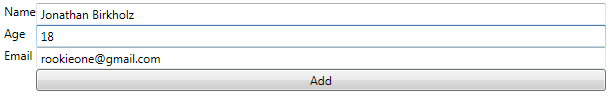 Name Jonathan Birkholz
Age 18
Email rookieone@gmail.com
Add